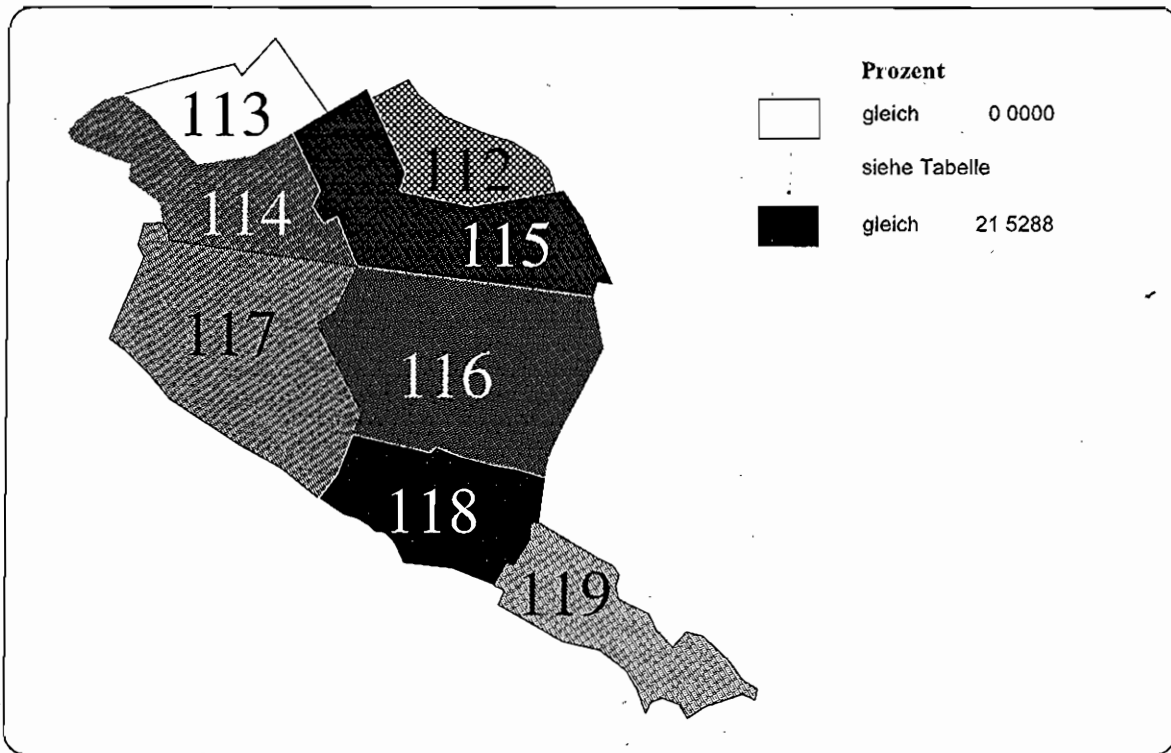 Prozent
gleich 0 0000
siehe Tabelle
gleich 21 5288
113
112
114
115
117
116
118
119